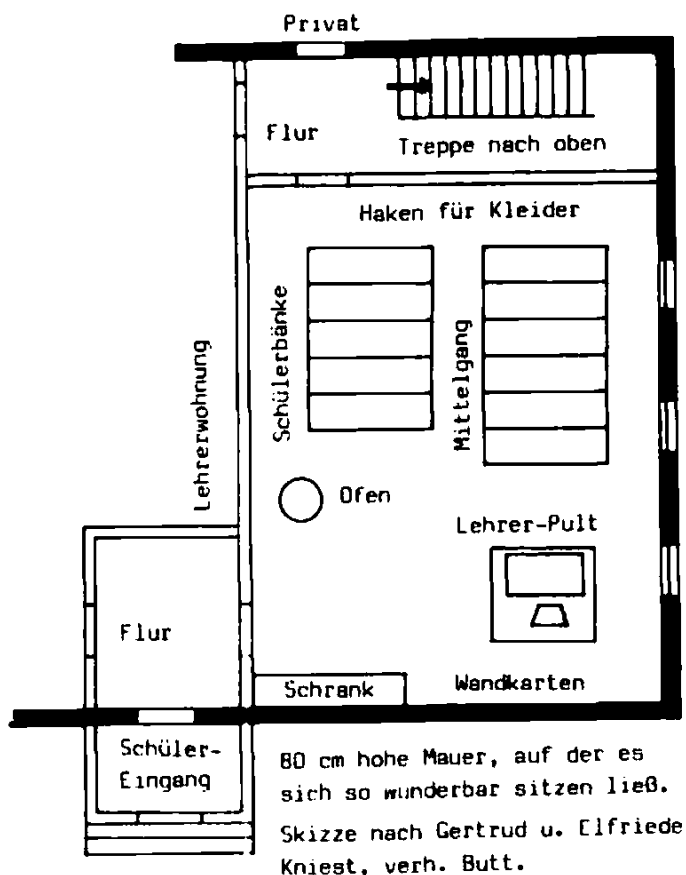 Privat
Flur
Treppe nach oben
Haken für Kleider
Schülerbänke
Mittelgang
Lehrerwohnung
Ofen
Lehrer-Pult
Flur
Schrank
Wandkarten
Schüler-
Eingang
80 cm hohe Mauer, auf der es
sich so wunderbar sitzen ließ.
Skizze nach Gertrud u. Elfriede
Kniest, verh. Butt.